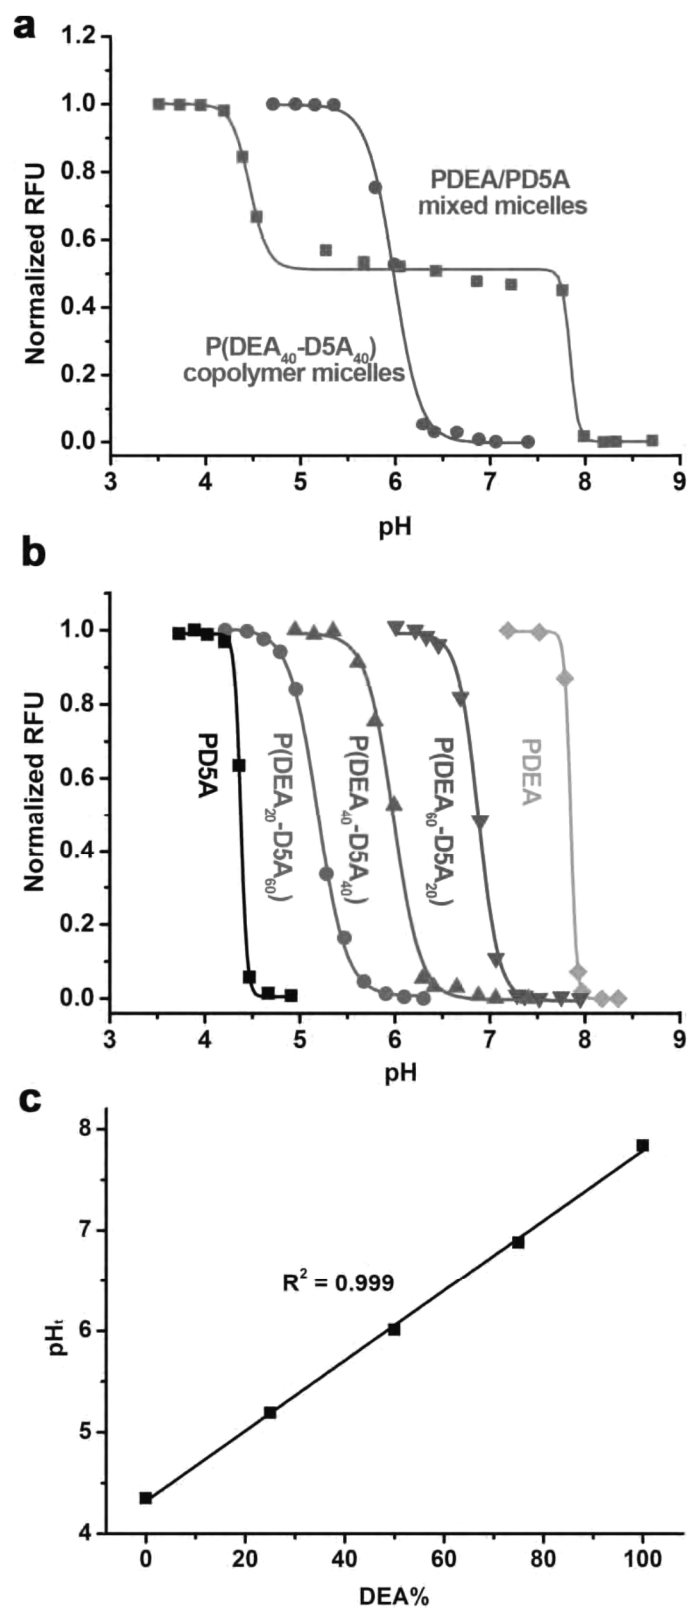 a
1.2
1.0
0.8
0.6
0.4
0.2
0.0
Normalized RFU
PDEA/PD5A
mixed micelles
P(DEA40-D5A40)
copolymer micelles
3 4 5 6 7 8 9
pH
b
1.0
0.8
0.6
0.4
0.2
0.0
Normalized RFU
PD5A
P(DEA20-D5A60)
P(DEA40-D5A40)
P(DEA60-D5A20)
PDEA
3 4 5 6 7 8 9
pH
c
8
7
6
5
4
pHt
R2 = 0.999
0 20 40 60 80 100
DEA%